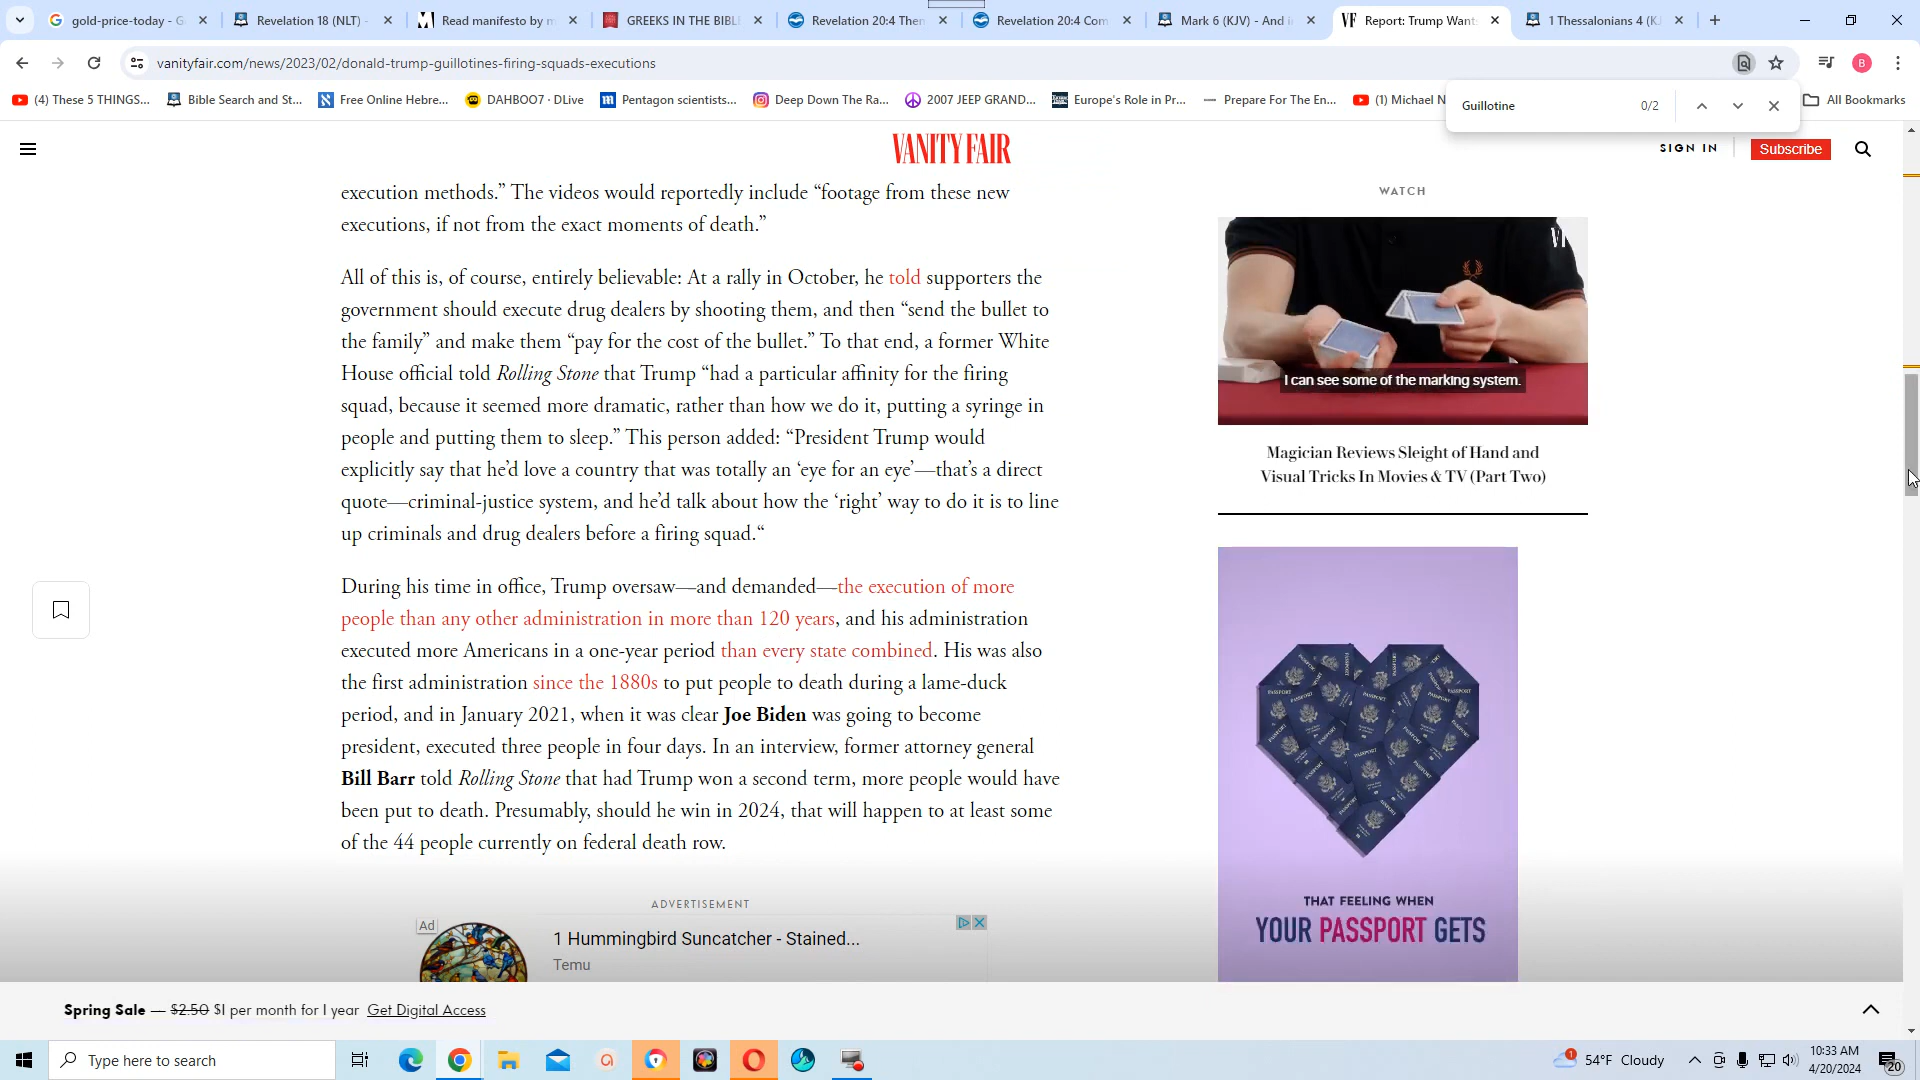 gold-price-today - G
Revelation 18 (NLT) -
Read manifesto by m
GREEKS IN THE BIBL
Revelation 20:4 Then
Revelation 20:4 Com
Mark 6 (KJV) - And i
VF Report: Trump Want
1 Thessalonians 4 (K
vanityfair.com/news/2023/02/donald-trump-guillotines-firing-squads-executions
B
(4) These 5 THINGS...
Bible Search and St...
Free Online Hebre...
DAHBOO7 · DLive
Pentagon scientists...
Deep Down The Ra...
2007 JEEP GRAND...
Europe's Role in Pr...
Prepare For The En...
(1) Michael N
All Bookmarks
Guillotine 0/2
VANITY FAIR
SIGN IN
Subscribe
execution methods.” The videos would reportedly include “footage from these new
executions, if not from the exact moments of death.”
All of this is, of course, entirely believable: At a rally in October, he told supporters the
government should execute drug dealers by shooting them, and then “send the bullet to
the family” and make them “pay for the cost of the bullet.” To that end, a former White
House official told Rolling Stone that Trump “had a particular affinity for the firing
squad, because it seemed more dramatic, rather than how we do it, putting a syringe in
people and putting them to sleep.” This person added: “President Trump would
explicitly say that he’d love a country that was totally an ‘eye for an eye’—that’s a direct
quote—criminal-justice system, and he’d talk about how the ‘right’ way to do it is to line
up criminals and drug dealers before a firing squad.“
During his time in office, Trump oversaw—and demanded—the execution of more
people than any other administration in more than 120 years, and his administration
executed more Americans in a one-year period than every state combined. His was also
the first administration since the 1880s to put people to death during a lame-duck
period, and in January 2021, when it was clear Joe Biden was going to become
president, executed three people in four days. In an interview, former attorney general
Bill Barr told Rolling Stone that had Trump won a second term, more people would have
been put to death. Presumably, should he win in 2024, that will happen to at least some
of the 44 people currently on federal death row.
ADVERTISEMENT
Ad
1 Hummingbird Suncatcher - Stained...
Temu
WATCH
I can see some of the marking system.
Magician Reviews Sleight of Hand and
Visual Tricks In Movies & TV (Part Two)
PASSPORT
THAT FEELING WHEN
YOUR PASSPORT GETS
Spring Sale — $2.50 $1 per month for 1 year Get Digital Access
Type here to search
1
54°F Cloudy
10:33 AM
4/20/2024
20